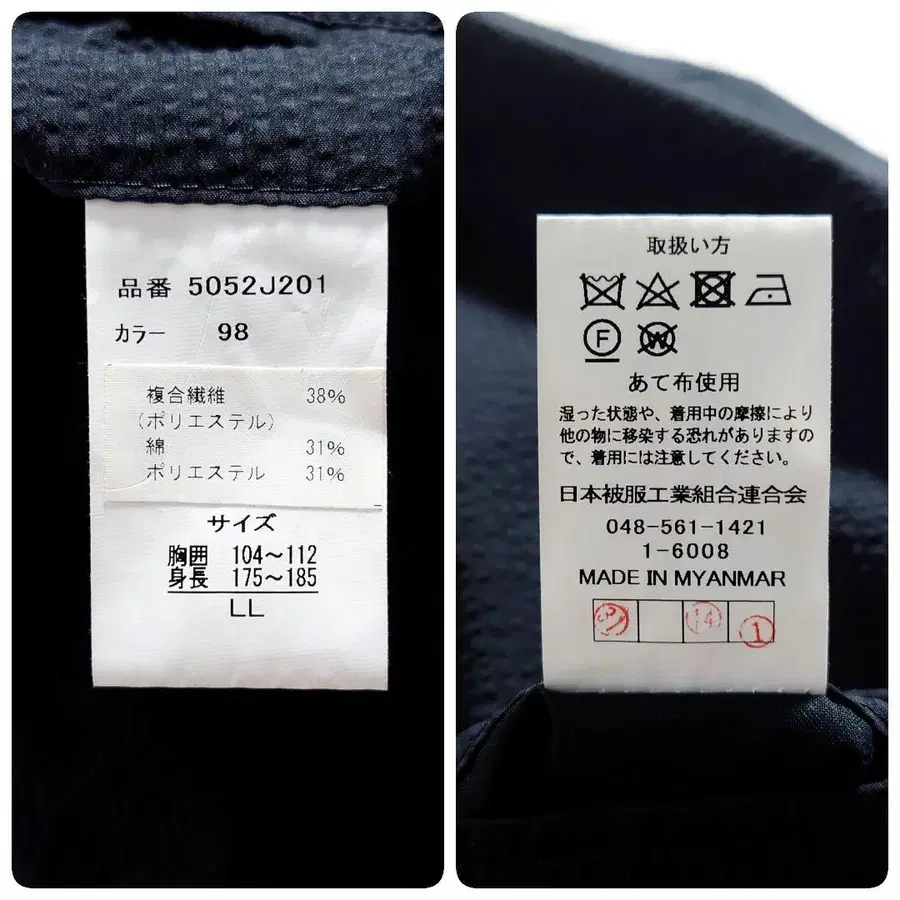 品番 5052J201
カラー 98
複合繊維 38%
(ポリエステル)
綿 31%
ポリエステル 31%
サイズ
胸囲 104～112
身長 175～185
LL
取扱い方
F W
あて布使用
湿った状態や、着用中の摩擦により
他の物に移染する恐れがありますの
で、着用には注意してください。
日本被服工業組合連合会
048-561-1421
1-6008
MADE IN MYANMAR
14 1